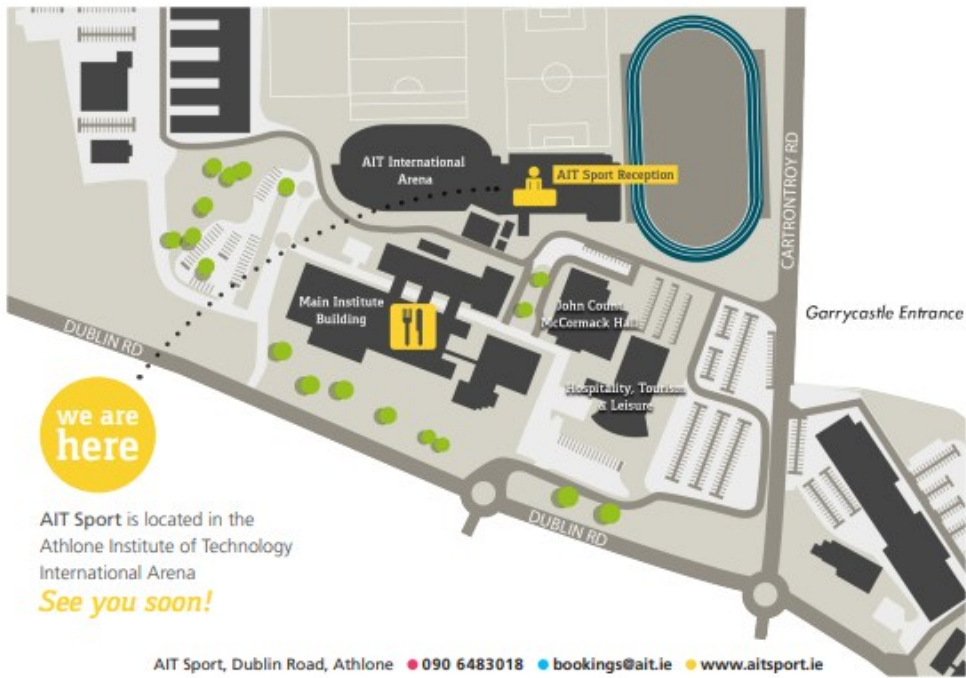 AIT International
Arena
AIT Sport Reception
CARTRONTROY RD
Garrycastle Entrance
Main Institute
Building
John Count
McCormack Hall
Hospitality, Tourism
& Leisure
DUBLIN RD
DUBLIN RD
we are
here
AIT Sport is located in the
Athlone Institute of Technology
International Arena
See you soon!
AIT Sport, Dublin Road, Athlone ● 090 6483018 ● bookings@ait.ie ● www.aitsport.ie